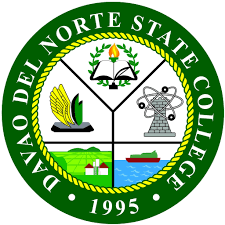 DAVAO DEL NORTE STATE COLLEGE
• 1995 •